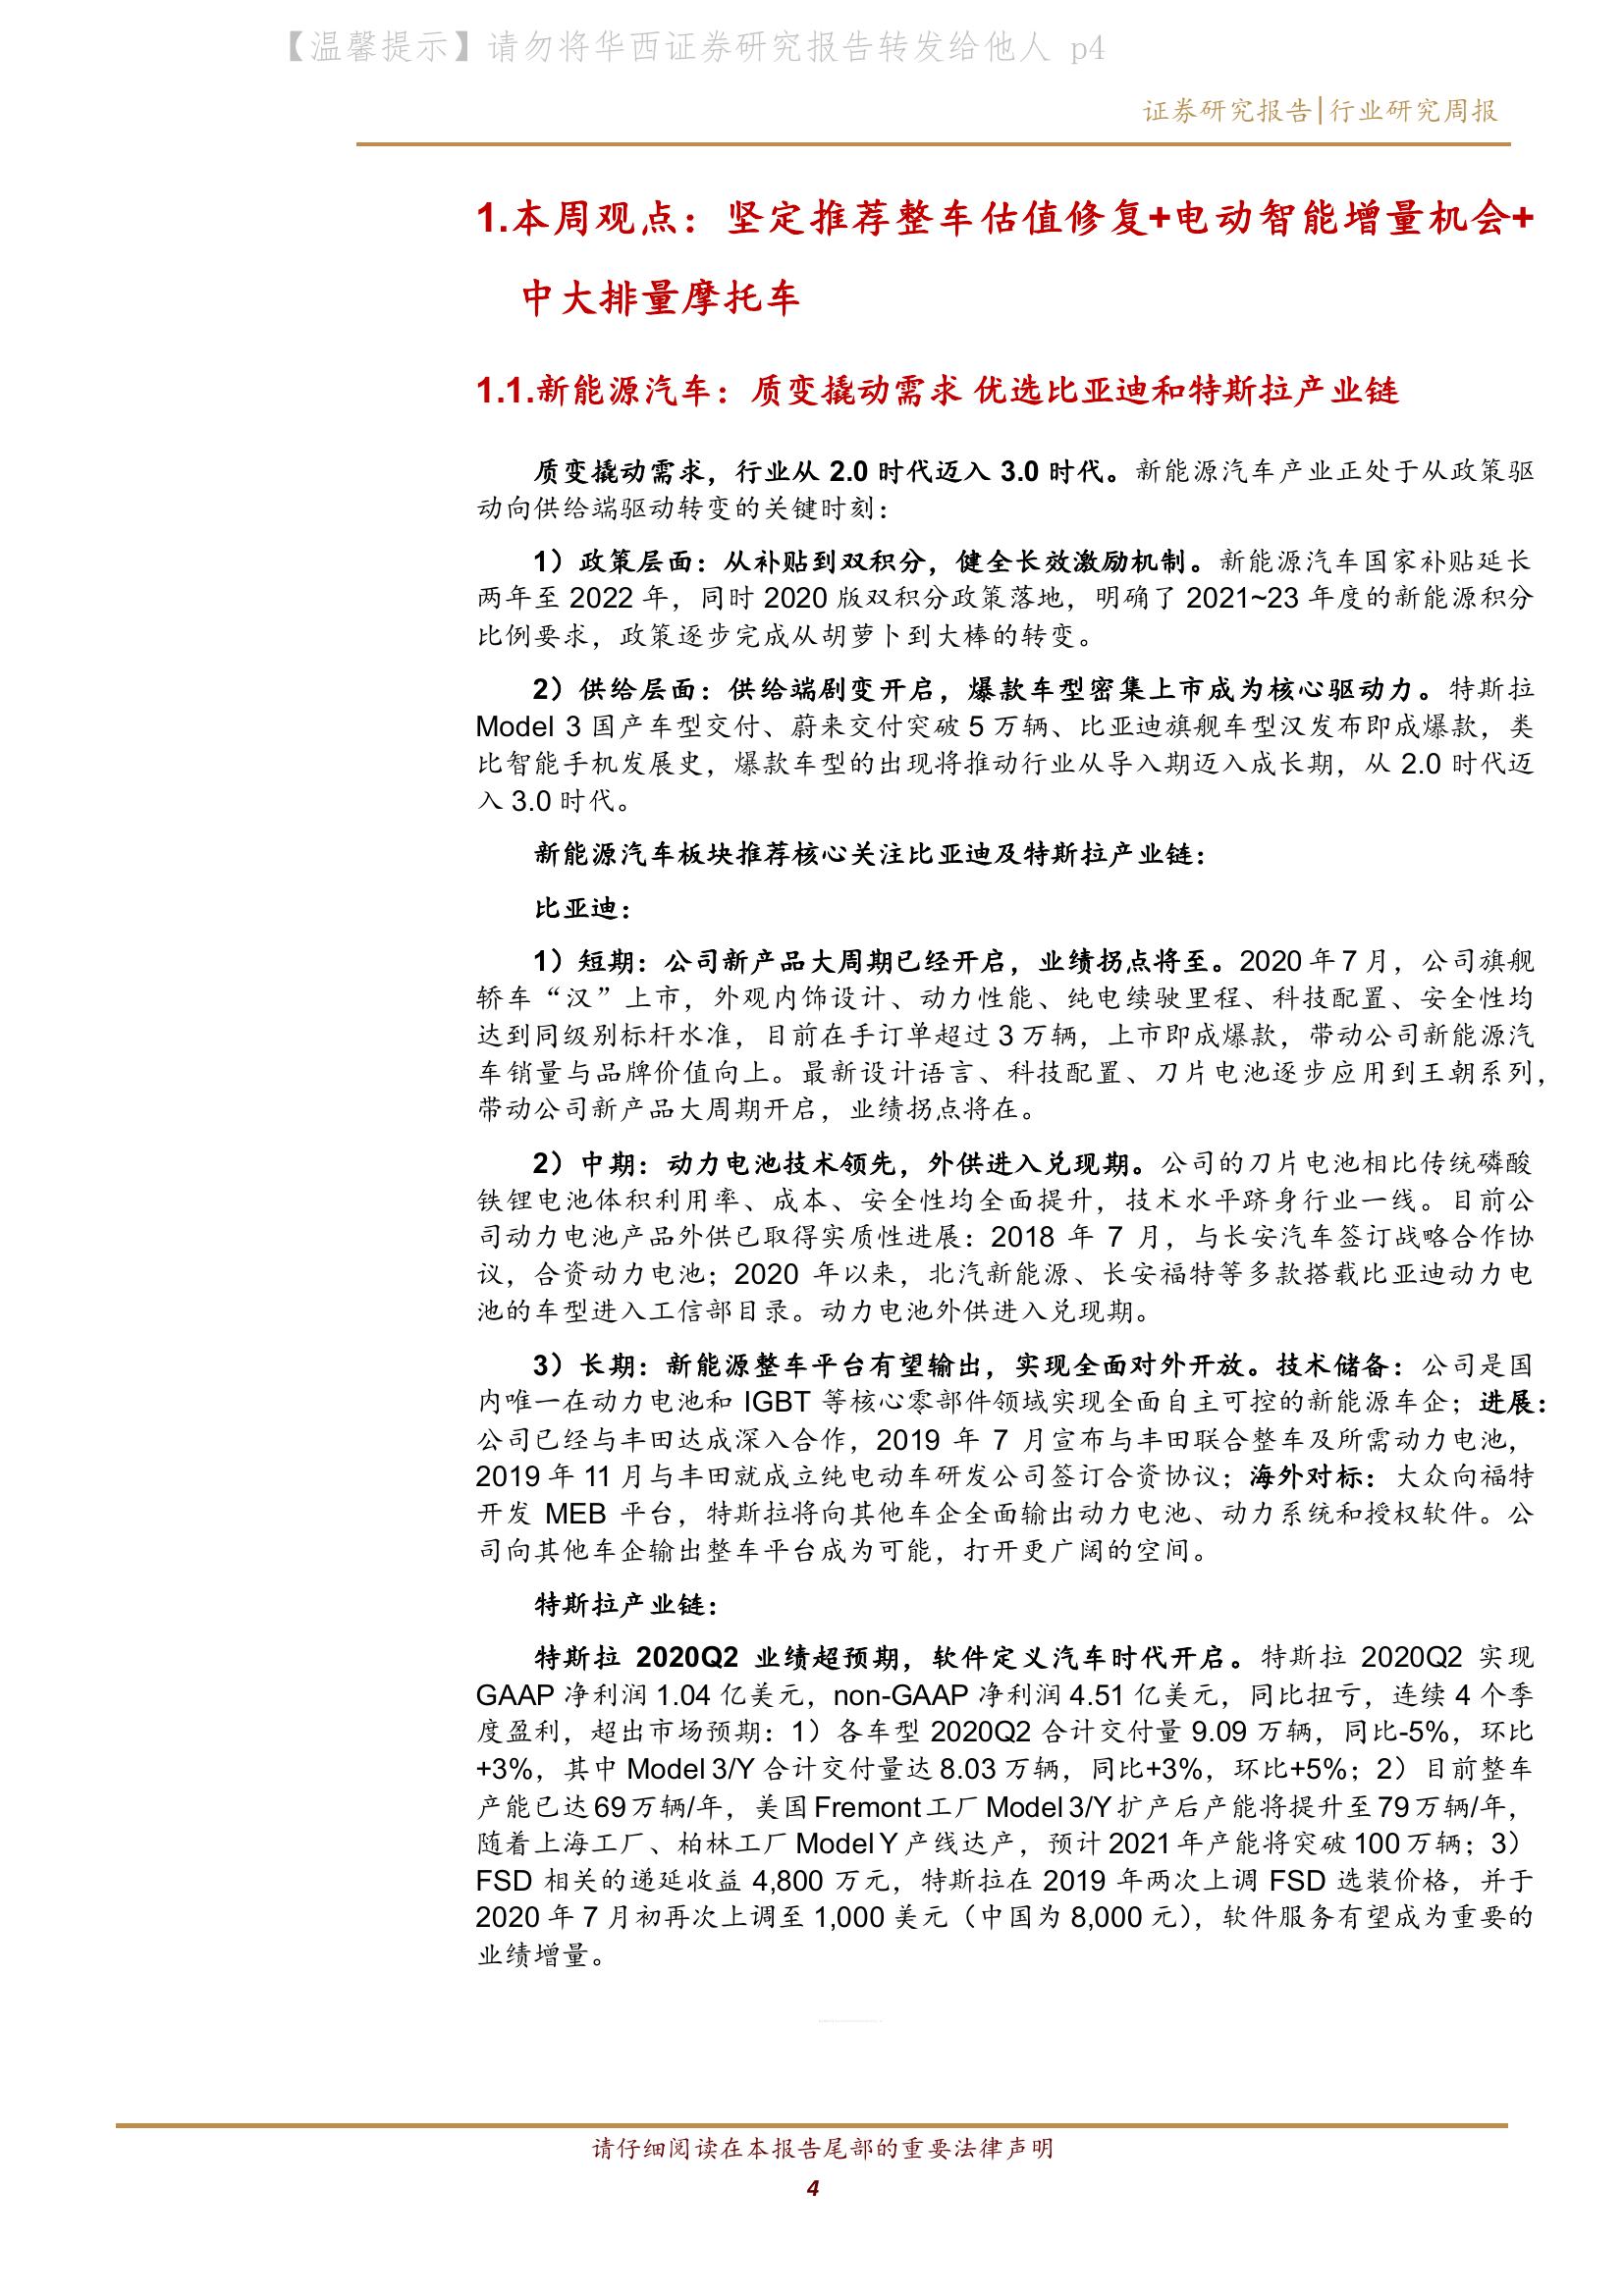 【温馨提示】请勿将华西证券研究报告转发给他人 p4
证券研究报告|行业研究周报
1.本周观点：坚定推荐整车估值修复+电动智能增量机会+
中大排量摩托车
1.1.新能源汽车：质变撬动需求 优选比亚迪和特斯拉产业链
质变撬动需求，行业从 2.0 时代迈入 3.0 时代。新能源汽车产业正处于从政策驱
动向供给端驱动转变的关键时刻：
1）政策层面：从补贴到双积分，健全长效激励机制。新能源汽车国家补贴延长
两年至 2022 年，同时 2020 版双积分政策落地，明确了 2021~23 年度的新能源积分
比例要求，政策逐步完成从胡萝卜到大棒的转变。
2）供给层面：供给端剧变开启，爆款车型密集上市成为核心驱动力。特斯拉
Model 3 国产车型交付、蔚来交付突破 5 万辆、比亚迪旗舰车型汉发布即成爆款，类
比智能手机发展史，爆款车型的出现将推动行业从导入期迈入成长期，从 2.0 时代迈
入 3.0 时代。
新能源汽车板块推荐核心关注比亚迪及特斯拉产业链：
比亚迪：
1）短期：公司新产品大周期已经开启，业绩拐点将至。2020 年 7 月，公司旗舰
轿车“汉”上市，外观内饰设计、动力性能、纯电续驶里程、科技配置、安全性均
达到同级别标杆水准，目前在手订单超过 3 万辆，上市即成爆款，带动公司新能源汽
车销量与品牌价值向上。最新设计语言、科技配置、刀片电池逐步应用到王朝系列，
带动公司新产品大周期开启，业绩拐点将在。
2）中期：动力电池技术领先，外供进入兑现期。公司的刀片电池相比传统磷酸
铁锂电池体积利用率、成本、安全性均全面提升，技术水平跻身行业一线。目前公
司动力电池产品外供已取得实质性进展：2018 年 7 月，与长安汽车签订战略合作协
议，合资动力电池；2020 年以来，北汽新能源、长安福特等多款搭载比亚迪动力电
池的车型进入工信部目录。动力电池外供进入兑现期。
3）长期：新能源整车平台有望输出，实现全面对外开放。技术储备：公司是国
内唯一在动力电池和 IGBT 等核心零部件领域实现全面自主可控的新能源车企；进展：
公司已经与丰田达成深入合作，2019 年 7 月宣布与丰田联合整车及所需动力电池，
2019 年 11 月与丰田就成立纯电动车研发公司签订合资协议；海外对标：大众向福特
开发 MEB 平台，特斯拉将向其他车企全面输出动力电池、动力系统和授权软件。公
司向其他车企输出整车平台成为可能，打开更广阔的空间。
特斯拉产业链：
特斯拉 2020Q2 业绩超预期，软件定义汽车时代开启。特斯拉 2020Q2 实现
GAAP 净利润 1.04 亿美元，non-GAAP 净利润 4.51 亿美元，同比扭亏，连续 4 个季
度盈利，超出市场预期：1）各车型 2020Q2 合计交付量 9.09 万辆，同比-5%，环比
+3%，其中 Model 3/Y 合计交付量达 8.03 万辆，同比+3%，环比+5%；2）目前整车
产能已达 69 万辆/年，美国 Fremont 工厂 Model 3/Y 扩产后产能将提升至 79 万辆/年，
随着上海工厂、柏林工厂 Model Y 产线达产，预计 2021 年产能将突破 100 万辆；3）
FSD 相关的递延收益 4,800 万元，特斯拉在 2019 年两次上调 FSD 选装价格，并于
2020 年 7 月初再次上调至 1,000 美元（中国为 8,000 元），软件服务有望成为重要的
业绩增量。
请仔细阅读在本报告尾部的重要法律声明
4